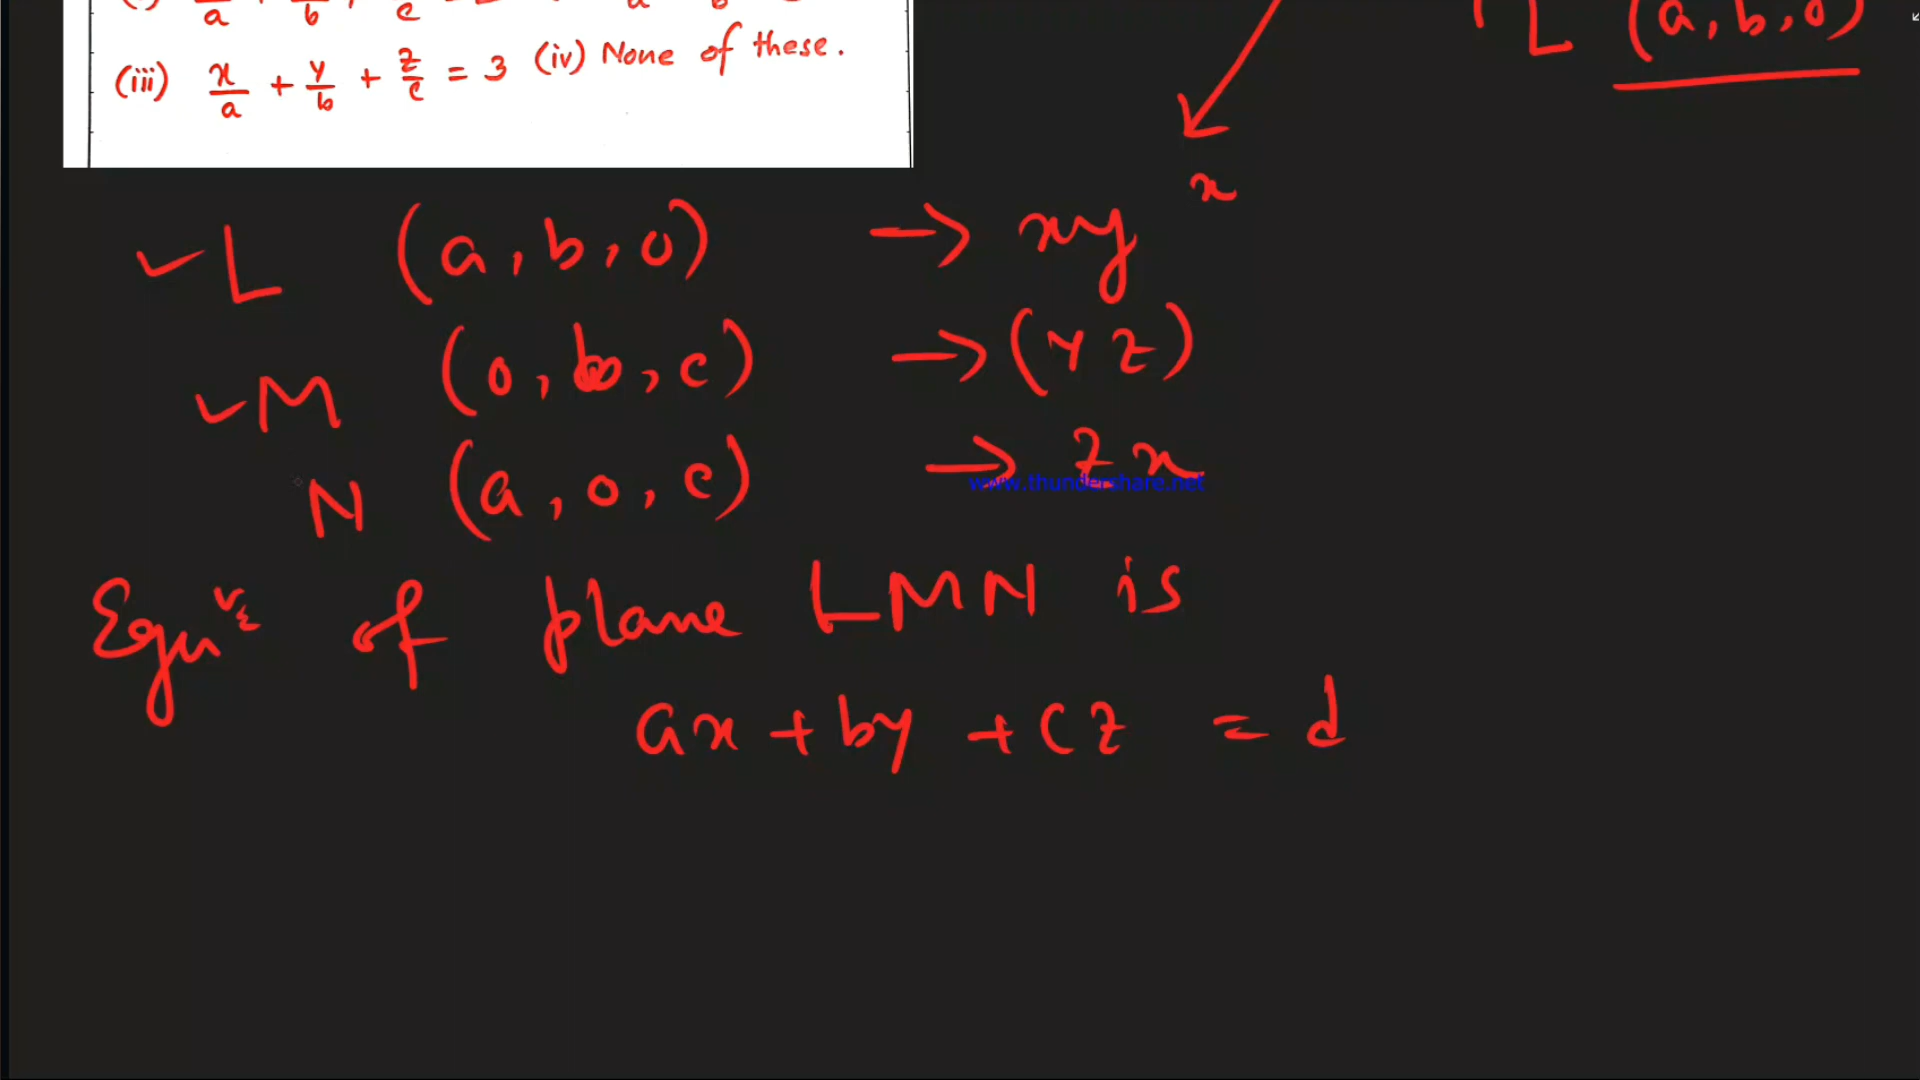 (iii) x/a + y/b + z/c = 3 (iv) None of these.
L (a, b, 0)
x
L (a, b, 0) → xy
M (0, b, c) → (YZ)
N (a, 0, c) → zx
www.thundershare.net
of plane LMN is
ax + by + cz = d